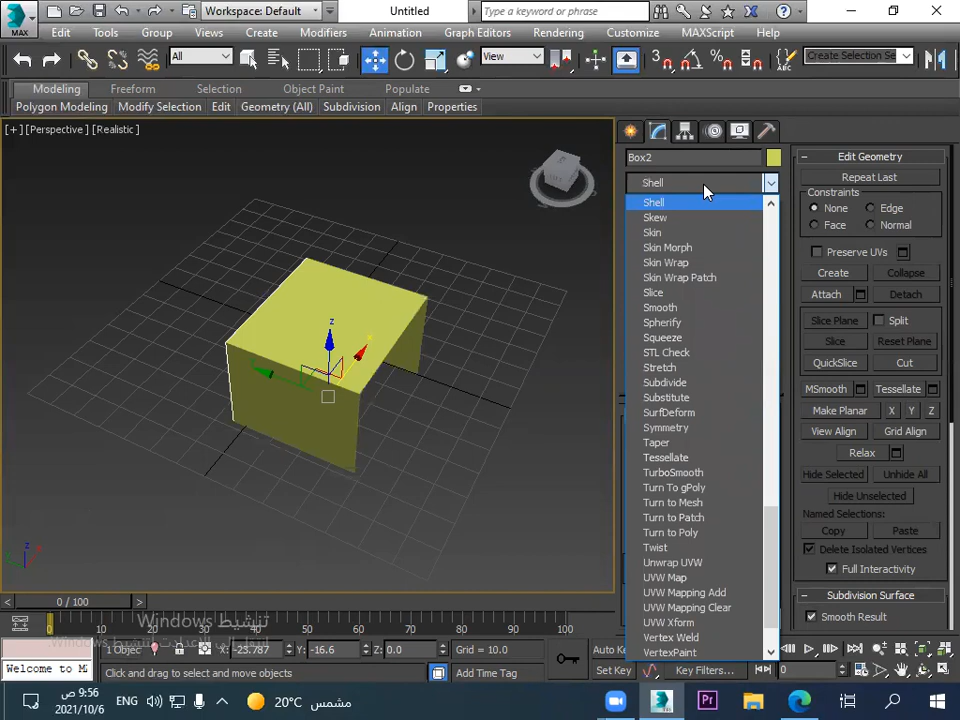 MAX
Workspace: Default
Untitled
Type a keyword or phrase
Edit
Tools
Group
Views
Create
Modifiers
Animation
Graph Editors
Rendering
Customize
MAXScript
Help
All
View
3
Create Selection Se
Modeling
Freeform
Selection
Object Paint
Populate
Polygon Modeling
Modify Selection
Edit
Geometry (All)
Subdivision
Align
Properties
[+] [Perspective] [Realistic]
z
z
Box2
Shell
Shell
Skew
Skin
Skin Morph
Skin Wrap
Skin Wrap Patch
Slice
Smooth
Spherify
Squeeze
STL Check
Stretch
Subdivide
Substitute
SurfDeform
Symmetry
Taper
Tessellate
TurboSmooth
Turn To gPoly
Turn to Mesh
Turn to Patch
Turn to Poly
Twist
Unwrap UVW
UVW Map
UVW Mapping Add
UVW Mapping Clear
UVW Xform
Vertex Weld
VertexPaint
Edit Geometry
Repeat Last
Constraints
None
Edge
Face
Normal
Preserve UVs
Create
Collapse
Attach
Detach
Slice Plane
Split
Slice
Reset Plane
QuickSlice
Cut
MSmooth
Tessellate
Make Planar
X
Y
Z
View Align
Grid Align
Relax
Hide Selected
Unhide All
Hide Unselected
Named Selections:
Copy
Paste
Delete Isolated Vertices
Full Interactivity
Subdivision Surface
Smooth Result
<
0 / 100
>
0
10
20
30
40
50
60
70
80
90
100
تنشيط Windows
1 Objec
X:
-23.787
Y:
-16.6
Z:
0.0
Grid = 10.0
Auto Ke
Welcome to M
Click and drag to select and move objects
Add Time Tag
Set Key
Key Filters...
0
9:56 ص
2021/10/6
ENG
20°C مشمس
Pr